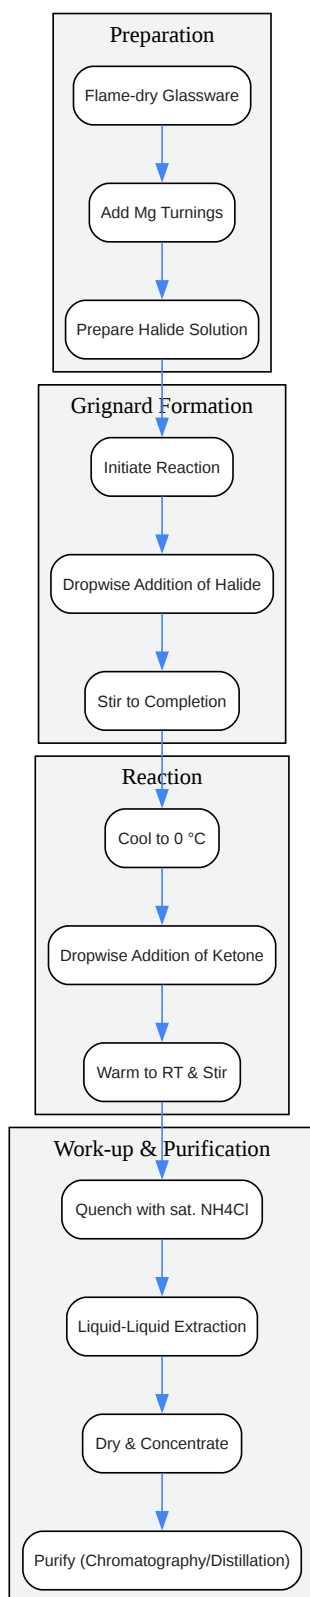 Preparation
Flame-dry Glassware
Add Mg Turnings
Prepare Halide Solution
Grignard Formation
Initiate Reaction
Dropwise Addition of Halide
Stir to Completion
Reaction
Cool to 0 °C
Dropwise Addition of Ketone
Warm to RT & Stir
Work-up & Purification
Quench with sat. NH4Cl
Liquid-Liquid Extraction
Dry & Concentrate
Purify (Chromatography/Distillation)